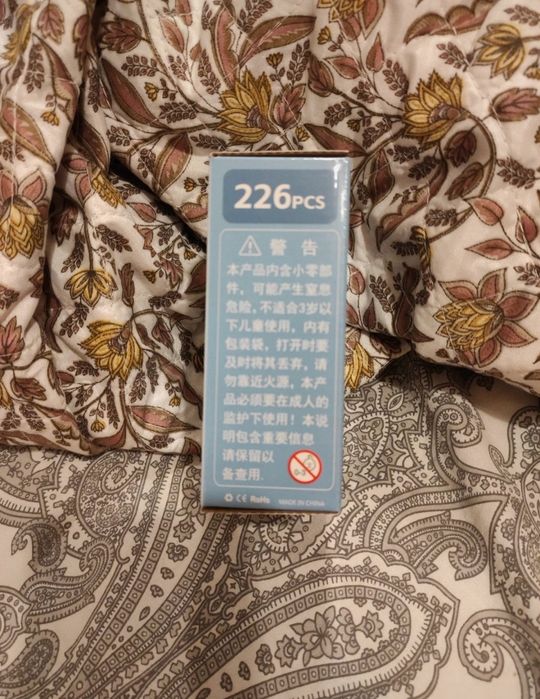 226PCS
警 告
本产品内含小零部
件，可能产生窒息
危险，不适合3岁以
下儿童使用，内有
包装袋，打开时要
及时将其丢弃，请
勿靠近火源，本产
品必须要在成人的
监护下使用！本说
明包含重要信息
请保留以
备查用.
0-3
CE RoHs MADE IN CHINA